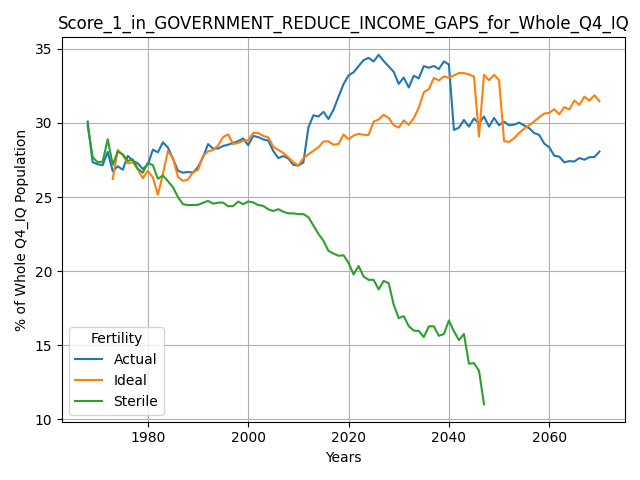 Score_1_in_GOVERNMENT_REDUCE_INCOME_GAPS_for_Whole_Q4_IQ
% of Whole Q4_IQ Population
35
30
25
20
15
10
Fertility
Actual
Ideal
Sterile
1980 2000 2020 2040 2060
Years